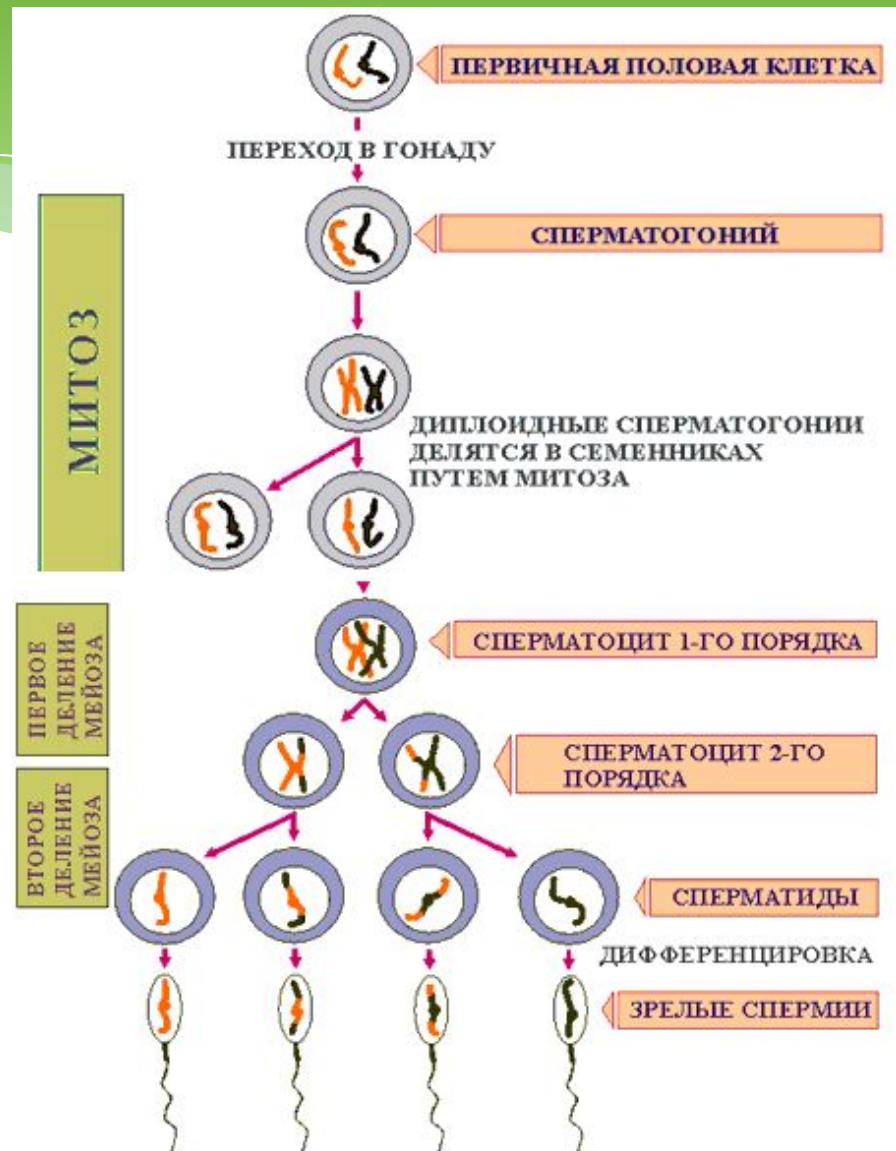 ПЕРВИЧНАЯ ПОЛОВАЯ КЛЕТКА
ПЕРЕХОД В ГОНАДУ
СПЕРМАТОГОНИЙ
МИТОЗ
ДИПЛОИДНЫЕ СПЕРМАТОГОНИИ
ДЕЛЯТСЯ В СЕМЕННИКАХ
ПУТЕМ МИТОЗА
ПЕРВОЕ
ДЕЛЕНИЕ
МЕЙОЗА
СПЕРМАТОЦИТ 1-ГО ПОРЯДКА
СПЕРМАТОЦИТ 2-ГО
ПОРЯДКА
ВТОРОЕ
ДЕЛЕНИЕ
МЕЙОЗА
СПЕРМАТИДЫ
ДИФФЕРЕНЦИРОВКА
ЗРЕЛЫЕ СПЕРМИИ